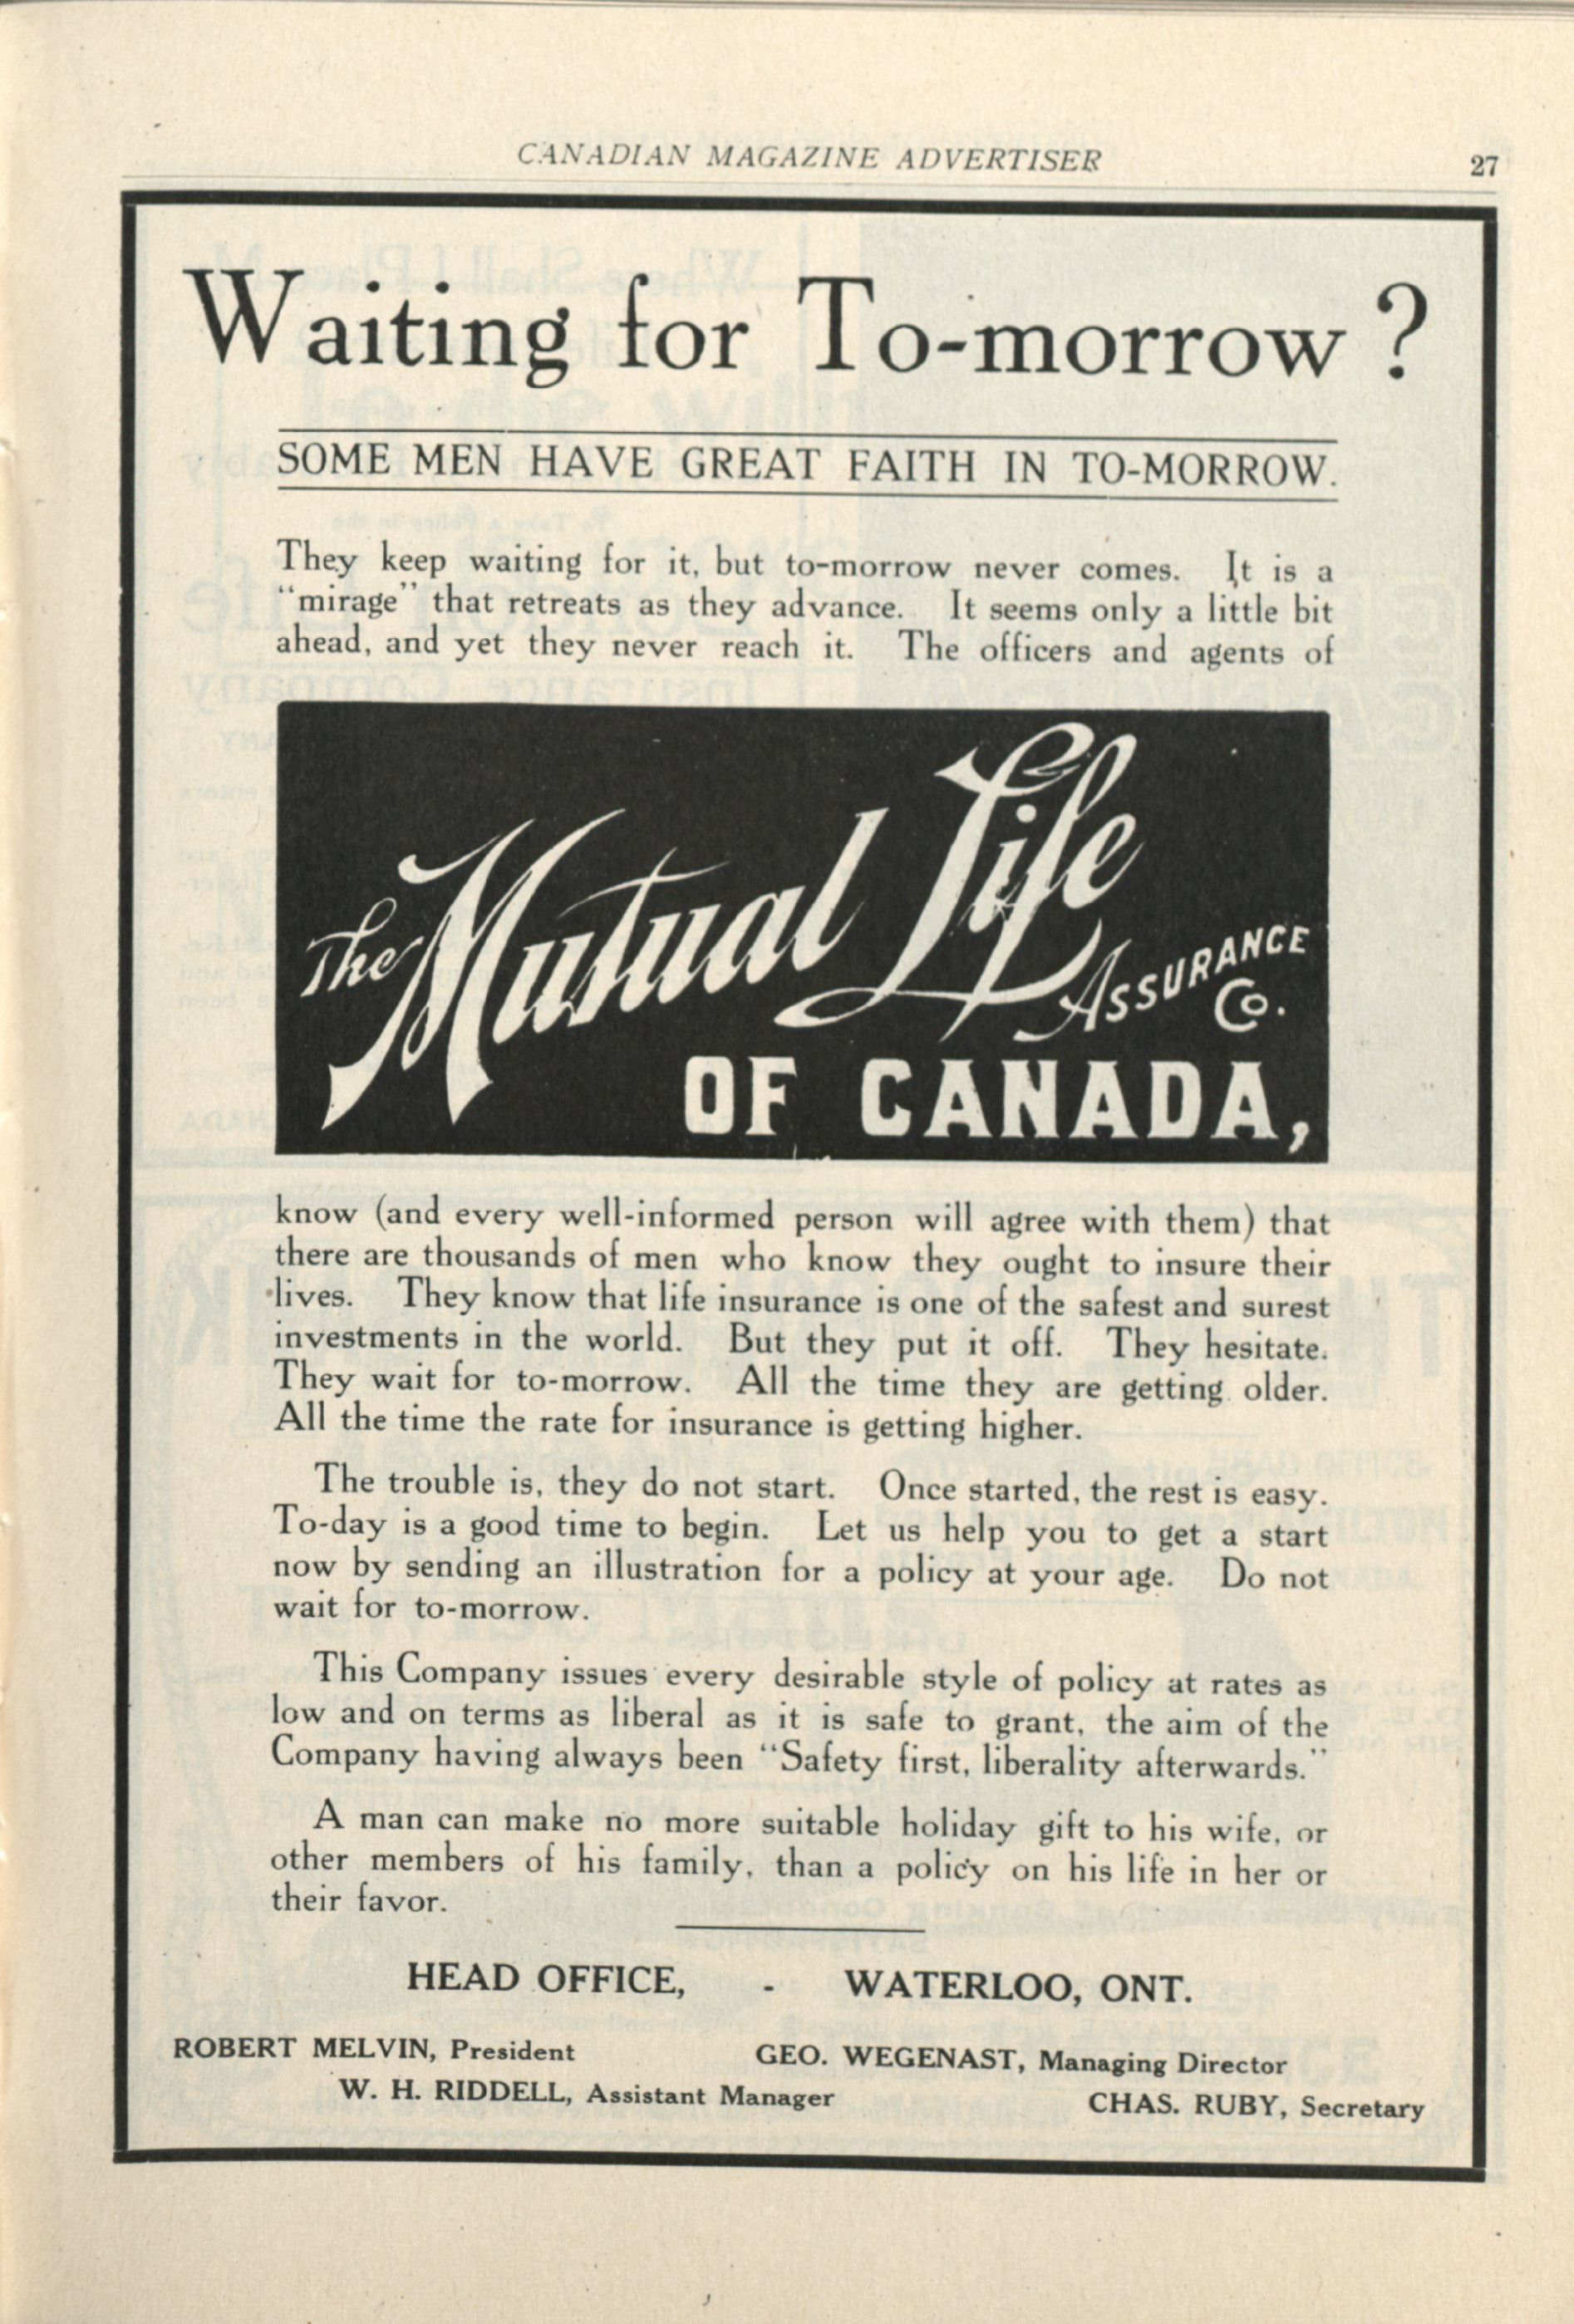 CANADIAN MAGAZINE ADVERTISER 27
Waiting for To-morrow?
SOME MEN HAVE GREAT FAITH IN TO-MORROW.
They keep waiting for it, but to-morrow never comes. It is a
"mirage" that retreats as they advance. It seems only a little bit
ahead, and yet they never reach it. The officers and agents of
The Mutual Life
ASSURANCE
Co.
OF CANADA,
know (and every well-informed person will agree with them) that
there are thousands of men who know they ought to insure their
lives. They know that life insurance is one of the safest and surest
investments in the world. But they put it off. They hesitate.
They wait for to-morrow. All the time they are getting older.
All the time the rate for insurance is getting higher.
The trouble is, they do not start. Once started, the rest is easy.
To-day is a good time to begin. Let us help you to get a start
now by sending an illustration for a policy at your age. Do not
wait for to-morrow.
This Company issues every desirable style of policy at rates as
low and on terms as liberal as it is safe to grant, the aim of the
Company having always been "Safety first, liberality afterwards."
A man can make no more suitable holiday gift to his wife, or
other members of his family, than a policy on his life in her or
their favor.
HEAD OFFICE, - WATERLOO, ONT.
ROBERT MELVIN, President GEO. WEGENAST, Managing Director
W. H. RIDDELL, Assistant Manager CHAS. RUBY, Secretary